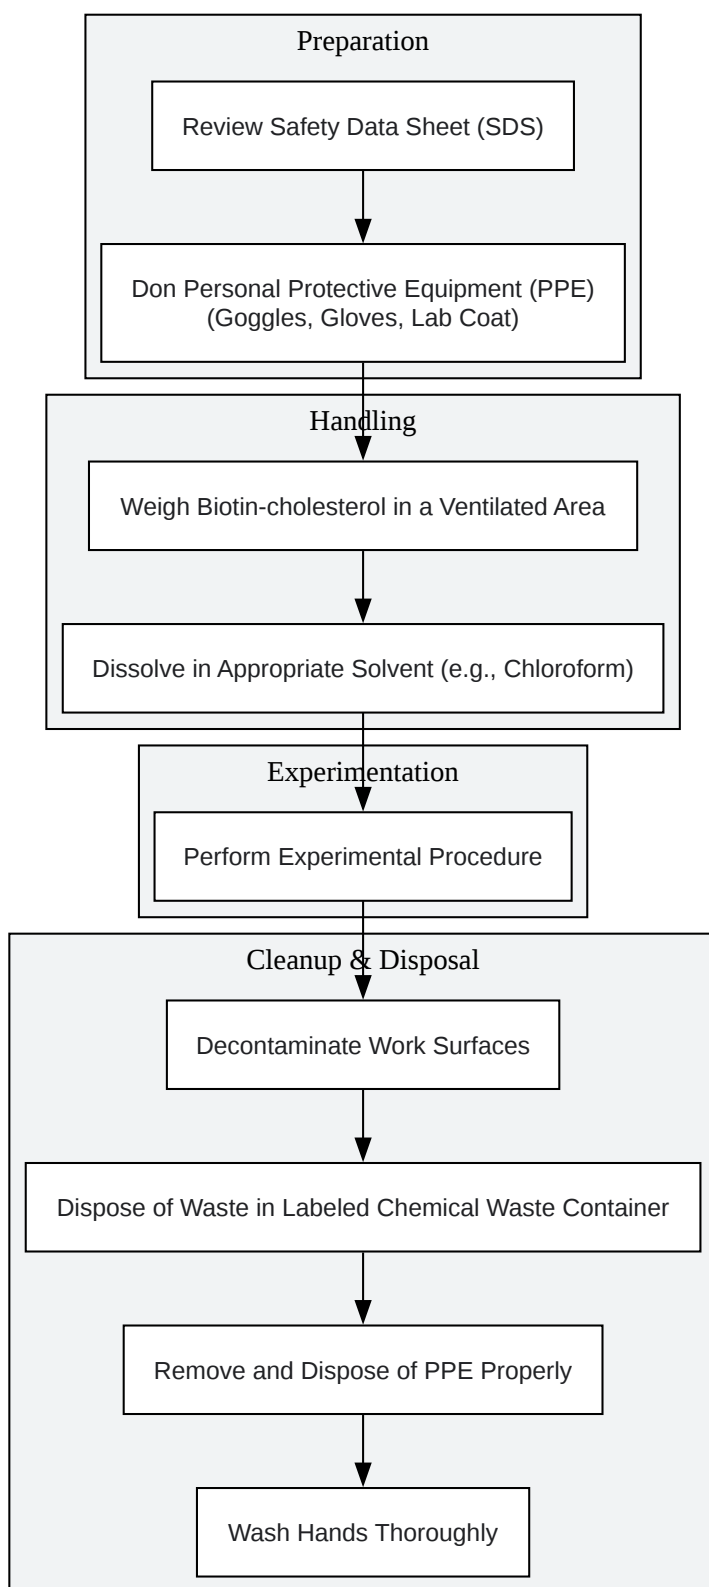 Preparation
Review Safety Data Sheet (SDS)
Don Personal Protective Equipment (PPE)
(Goggles, Gloves, Lab Coat)
Handling
Weigh Biotin-cholesterol in a Ventilated Area
Dissolve in Appropriate Solvent (e.g., Chloroform)
Experimentation
Perform Experimental Procedure
Cleanup & Disposal
Decontaminate Work Surfaces
Dispose of Waste in Labeled Chemical Waste Container
Remove and Dispose of PPE Properly
Wash Hands Thoroughly